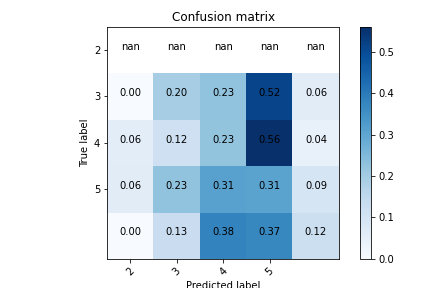 Confusion matrix
2 nan nan nan nan nan
3 0.00 0.20 0.23 0.52 0.06
4 0.06 0.12 0.23 0.56 0.04
5 0.06 0.23 0.31 0.31 0.09
0.00 0.13 0.38 0.37 0.12
2 3 4 5
True label
Predicted label
0.5
0.4
0.3
0.2
0.1
0.0